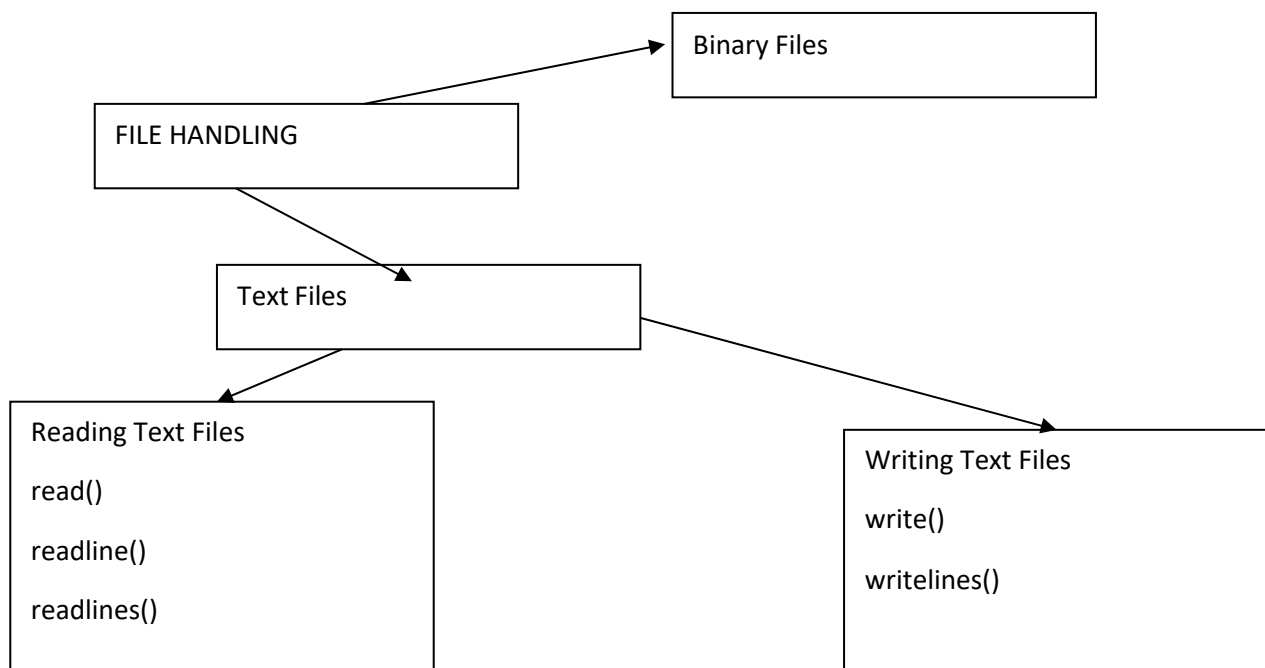 Binary Files
FILE HANDLING
Text Files
Reading Text Files
read()
readline()
readlines()
Writing Text Files
write()
writelines()